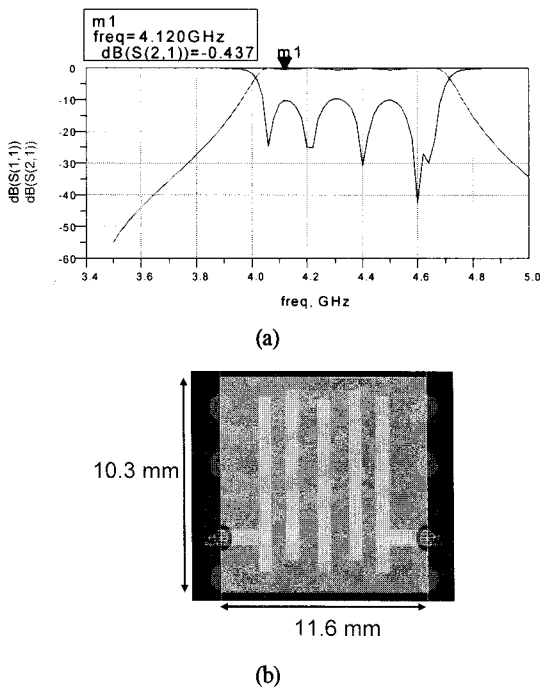 m1
freq=4.120GHz
dB(S(2,1))=-0.437
m1
dB(S(1,1))
dB(S(2,1))
0
-10
-20
-30
-40
-50
-60
3.4 3.6 3.8 4.0 4.2 4.4 4.6 4.8 5.0
freq, GHz
(a)
10.3 mm
11.6 mm
(b)